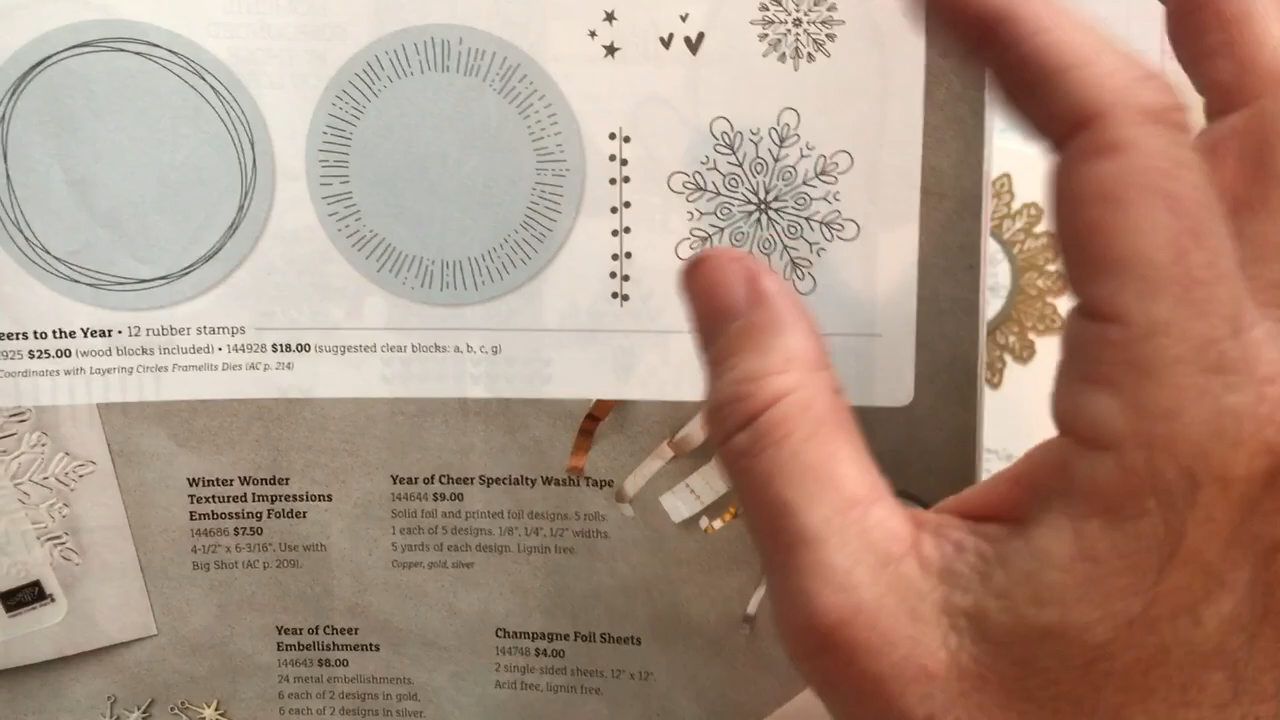 eers to the Year • 12 rubber stamps
925 $25.00 (wood blocks included) • 144928 $18.00 (suggested clear blocks: a, b, c, g)
Coordinates with Layering Circles Framelits Dies (AC p. 214)
Winter Wonder
Textured Impressions
Embossing Folder
144686 $7.50
4-1/2" x 6-3/16". Use with
Big Shot (AC p. 209).
Year of Cheer Specialty Washi Tape
144644 $9.00
Solid foil and printed foil designs. 5 rolls.
1 each of 5 designs. 1/8", 1/4", 1/2" widths.
5 yards of each design. Lignin free.
Copper, gold, silver
Year of Cheer
Embellishments
144643 $8.00
24 metal embellishments.
6 each of 2 designs in gold,
6 each of 2 designs in silver.
Champagne Foil Sheets
144748 $4.00
2 single-sided sheets. 12" x 12".
Acid free, lignin free.